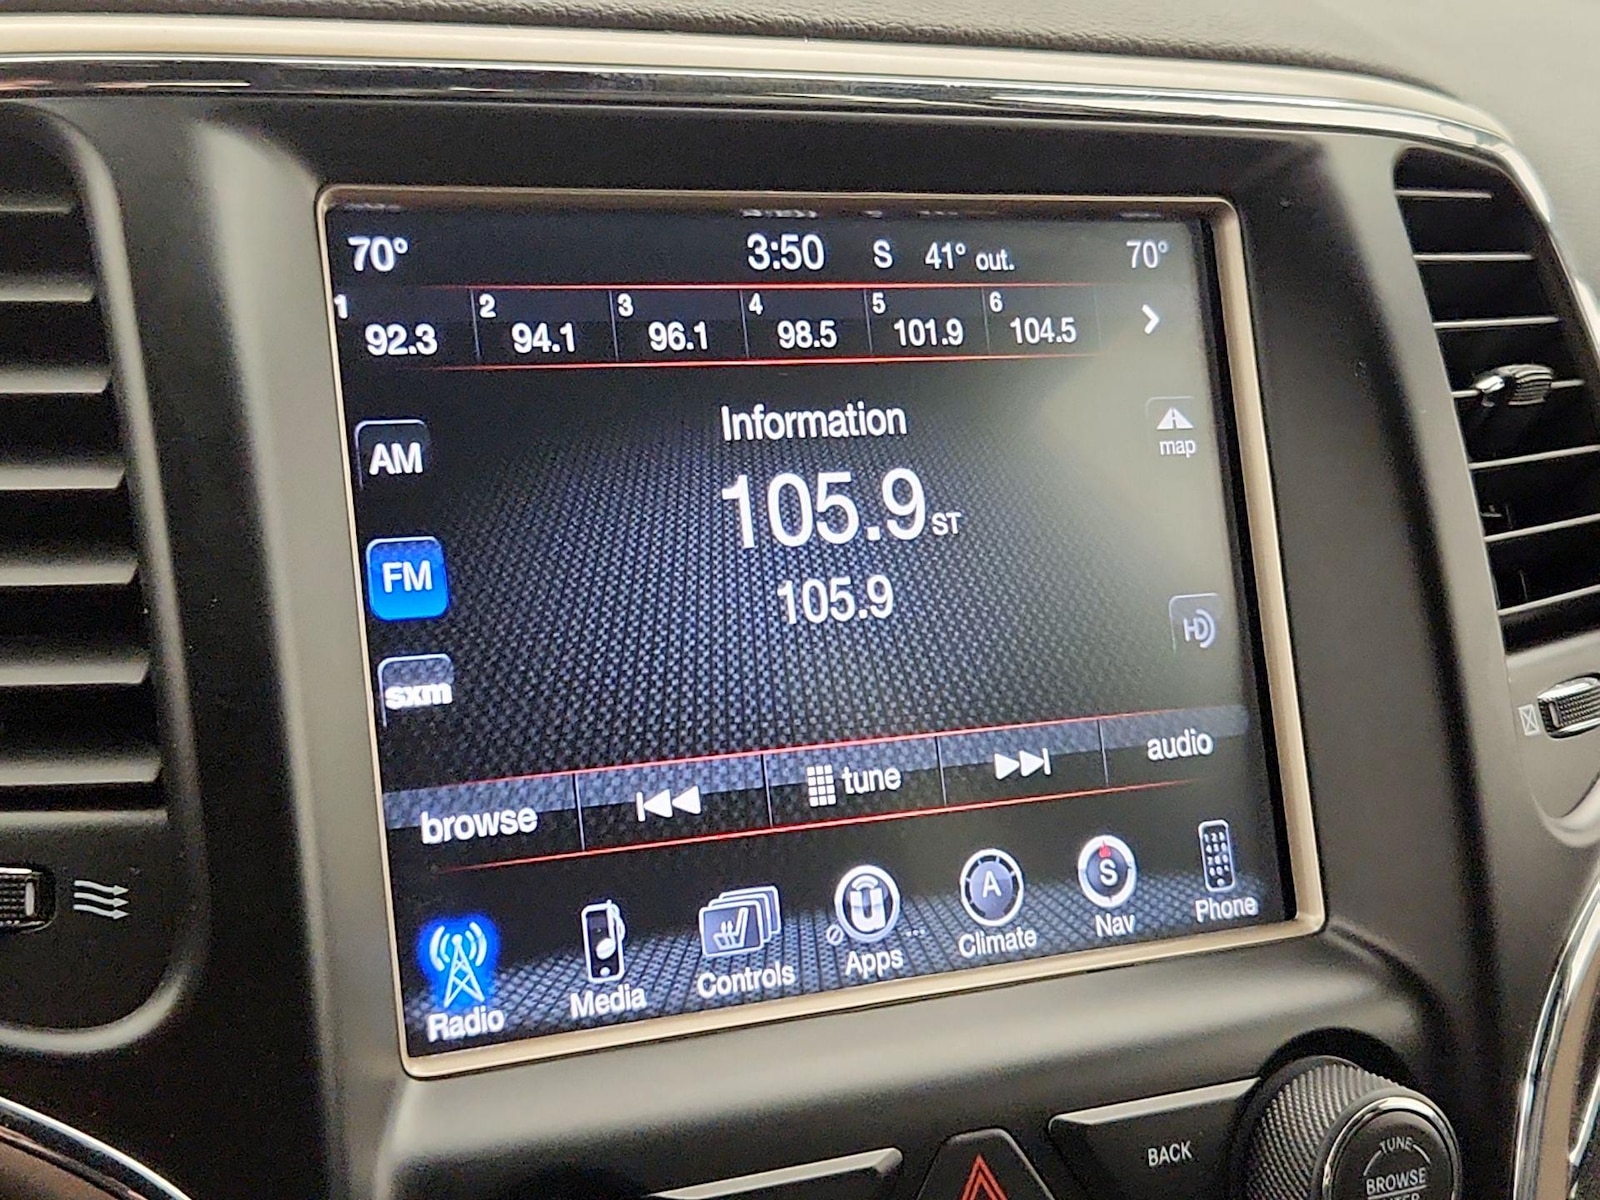 70° 3:50 S 41° out. 70°
1 92.3 2 94.1 3 96.1 4 98.5 5 101.9 6 104.5
Information
map
AM
105.9 ST
FM
105.9
HD
sxm
browse tune audio
A
S
Radio Media Controls Apps Climate Nav Phone
BACK
TUNE
BROWSE